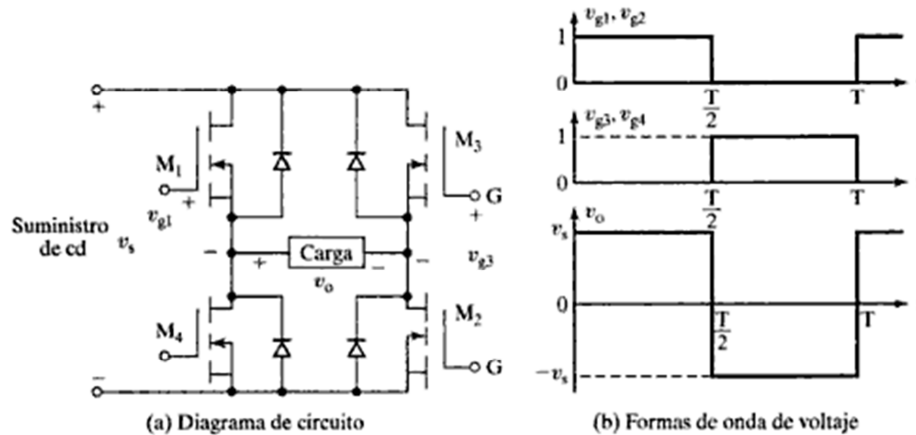 +
M1
+
vg1
−
Suministro
de cd
vs
M3
G
+
vg3
−
+
Carga
−
vo
M4
M2
G
−
(a) Diagrama de circuito
vg1, vg2
1
0
T/2
T
vg3, vg4
1
0
T/2
T
vo
vs
0
T/2
T
−vs
(b) Formas de onda de voltaje